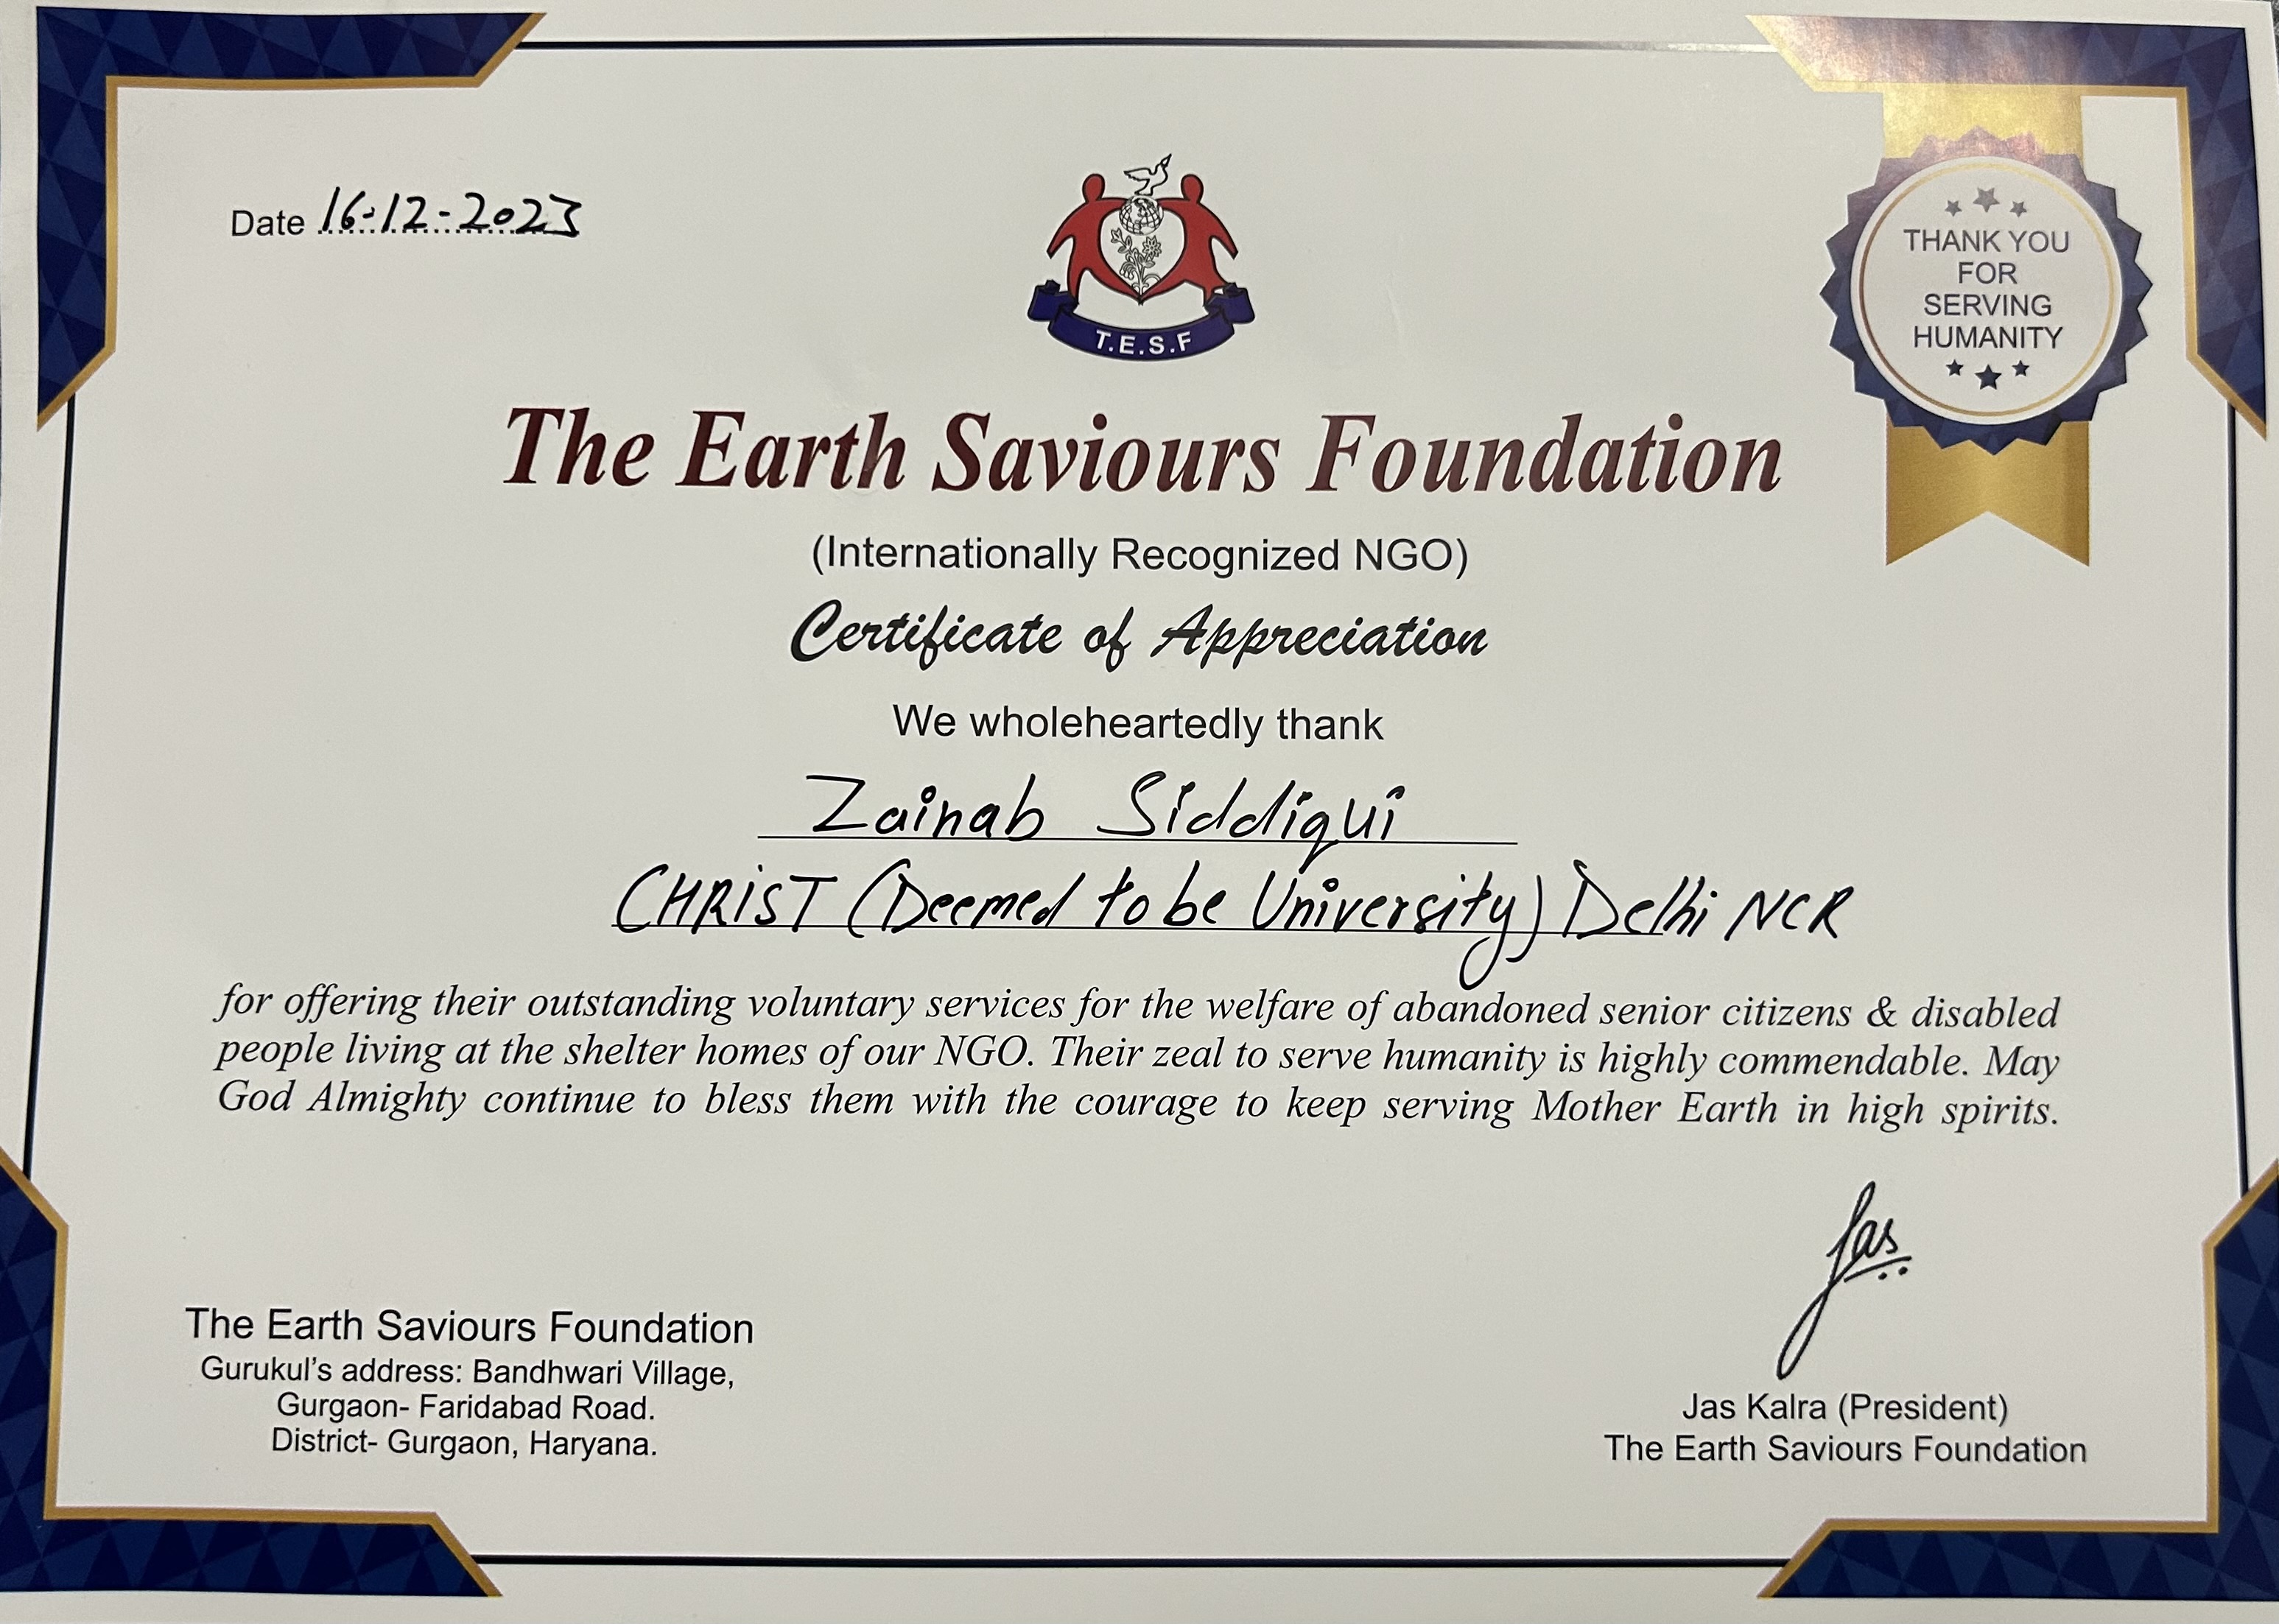 Date 16-12-2023
T.E.S.F
THANK YOU
FOR
SERVING
HUMANITY
The Earth Saviours Foundation
(Internationally Recognized NGO)
Certificate of Appreciation
We wholeheartedly thank
Zainab Siddiqui
CHRiST (Deemed to be University) Delhi NCR
for offering their outstanding voluntary services for the welfare of abandoned senior citizens & disabled
people living at the shelter homes of our NGO. Their zeal to serve humanity is highly commendable. May
God Almighty continue to bless them with the courage to keep serving Mother Earth in high spirits.
Jas
The Earth Saviours Foundation
Gurukul's address: Bandhwari Village,
Gurgaon- Faridabad Road.
District- Gurgaon, Haryana.
Jas Kalra (President)
The Earth Saviours Foundation